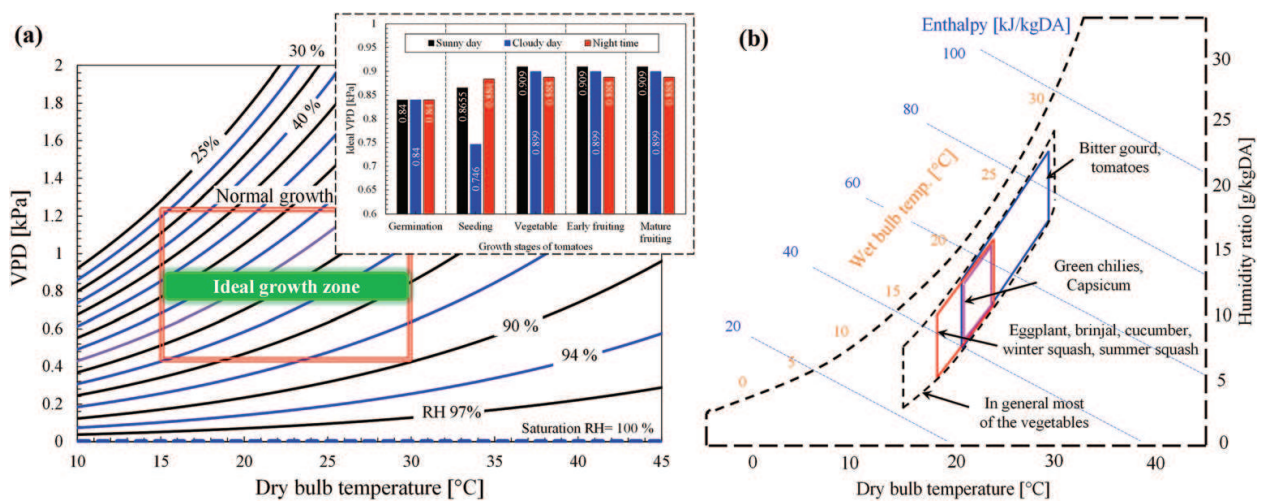 (a)
VPD [kPa]
2
1.8
1.6
1.4
1.2
1
0.8
0.6
0.4
0.2
0
10
15
20
25
30
35
40
45
Dry bulb temperature [°C]
30 %
25%
40 %
Normal growth
Ideal growth zone
90 %
94 %
RH 97%
Saturation RH= 100 %
Ideal VPD [kPa]
1
0.95
0.9
0.85
0.8
0.75
0.7
0.65
0.6
Sunny day
Cloudy day
Night time
0.84
0.84
0.84
0.8655
0.746
0.884
0.909
0.899
0.888
0.909
0.899
0.888
0.909
0.899
0.888
Germination
Seeding
Vegetable
Early fruiting
Mature
fruiting
Growth stages of tomatoes
(b)
Enthalpy [kJ/kgDA]
100
80
60
40
20
Wet bulb temp. [°C]
0
5
10
15
20
25
30
Bitter gourd,
tomatoes
Green chilies,
Capsicum
Eggplant, brinjal, cucumber,
winter squash, summer squash
In general most
of the vegetables
30
25
20
15
10
5
0
Humidity ratio [g/kgDA]
0
10
20
30
40
Dry bulb temperature [°C]